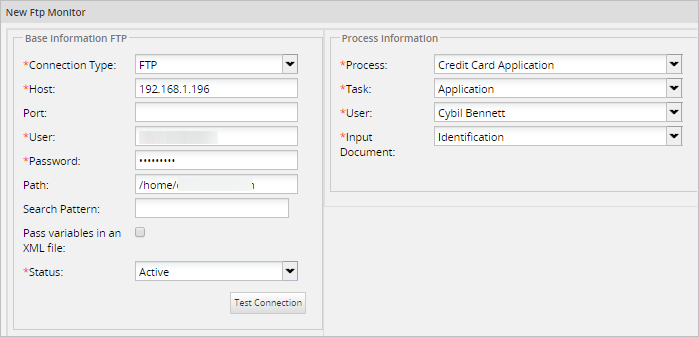 New Ftp Monitor
Base Information FTP
*Connection Type: FTP
*Host: 192.168.1.196
Port:
*User:
*Password: •••••••••
Path: /home/
Search Pattern:
Pass variables in an
XML file:
*Status: Active
Test Connection
Process Information
*Process: Credit Card Application
*Task: Application
*User: Cybil Bennett
*Input Identification
Document: